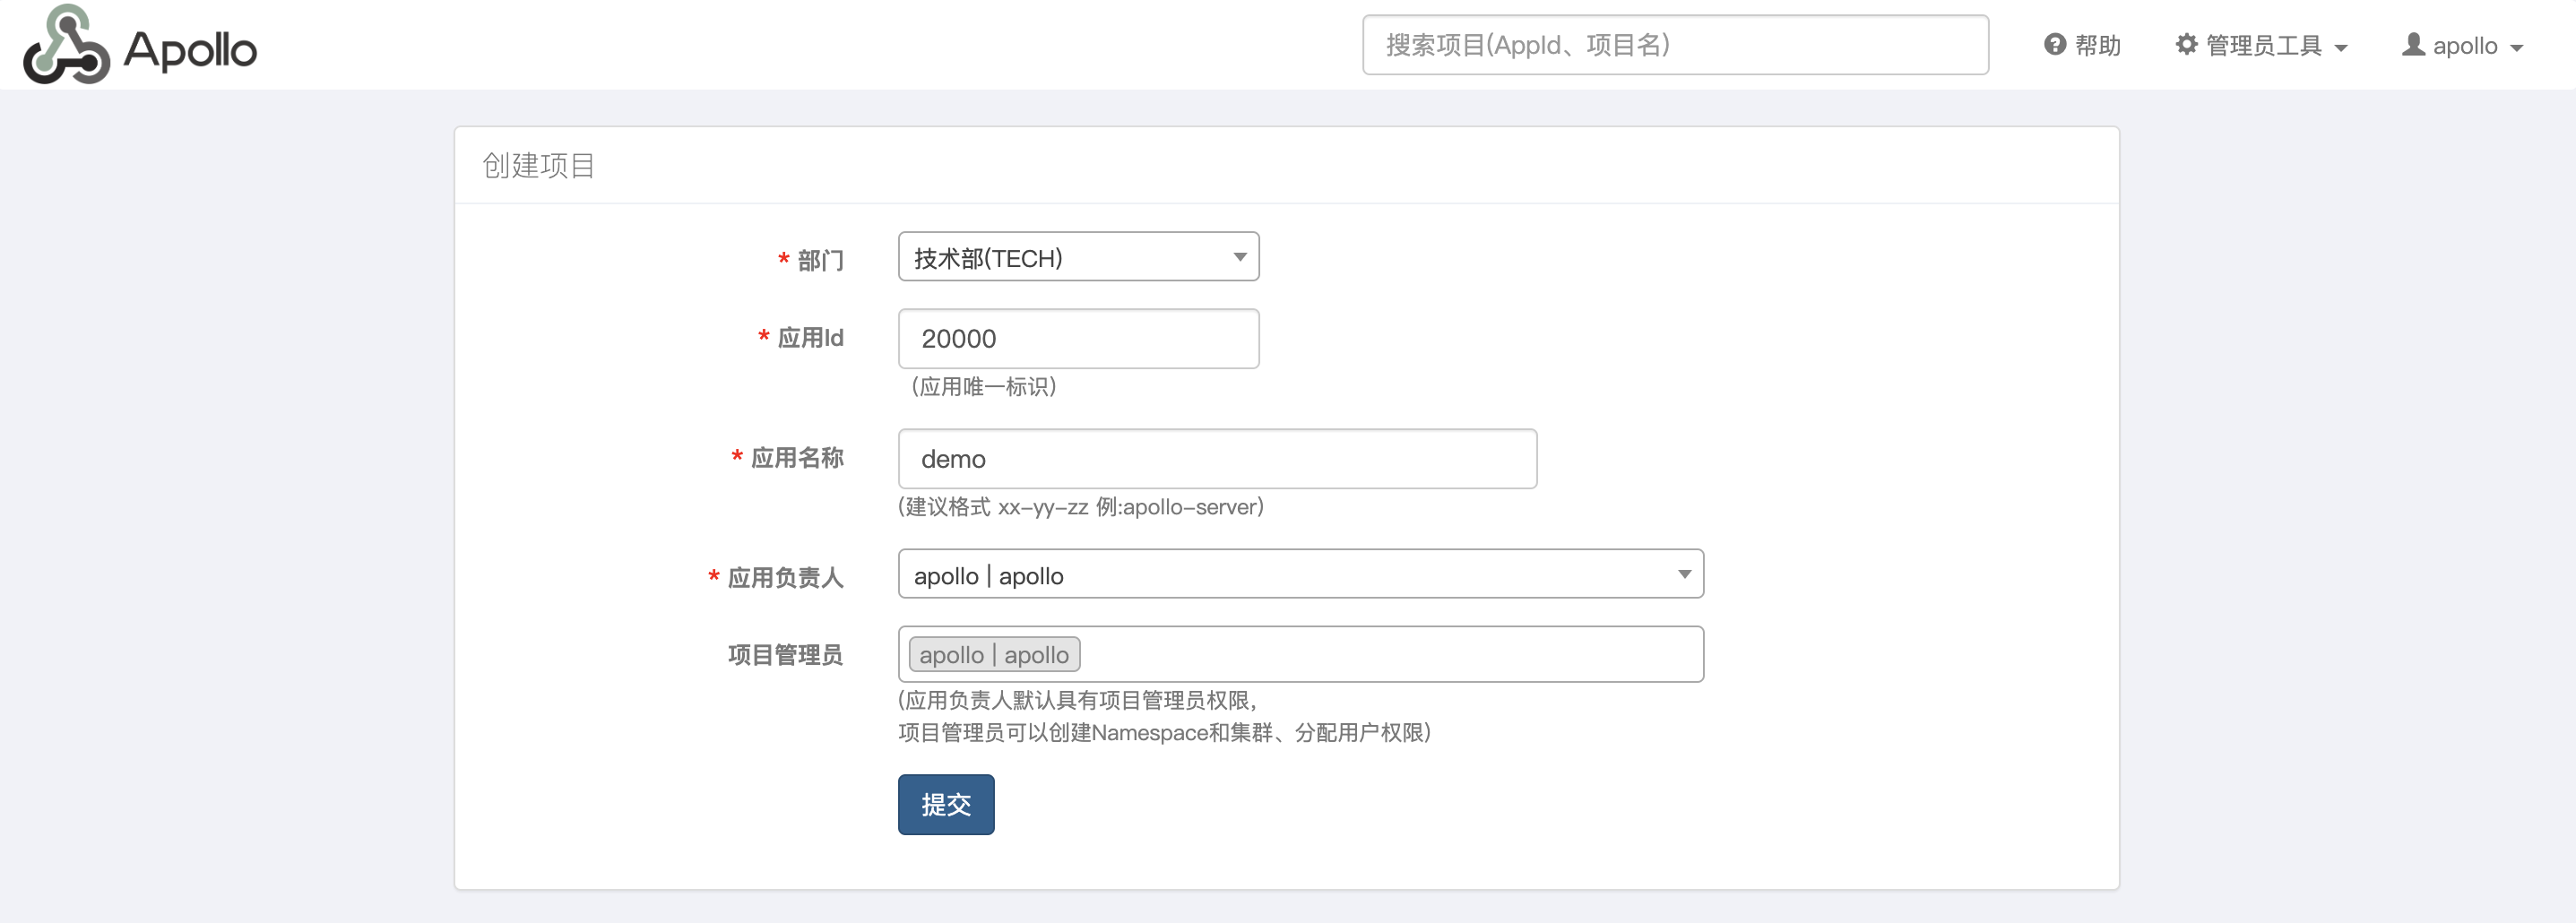 Apollo
搜索项目(AppId、项目名)
帮助
管理员工具
apollo
创建项目
* 部门
技术部(TECH)
* 应用Id
20000
(应用唯一标识)
* 应用名称
demo
(建议格式 xx-yy-zz 例:apollo-server)
* 应用负责人
apollo | apollo
项目管理员
apollo | apollo
(应用负责人默认具有项目管理员权限,
项目管理员可以创建Namespace和集群、分配用户权限)
提交